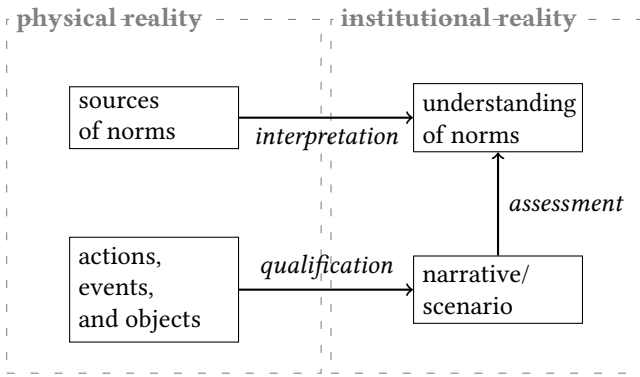 physical reality
institutional reality
sources
of norms
interpretation
understanding
of norms
assessment
actions,
events,
and objects
qualification
narrative/
scenario